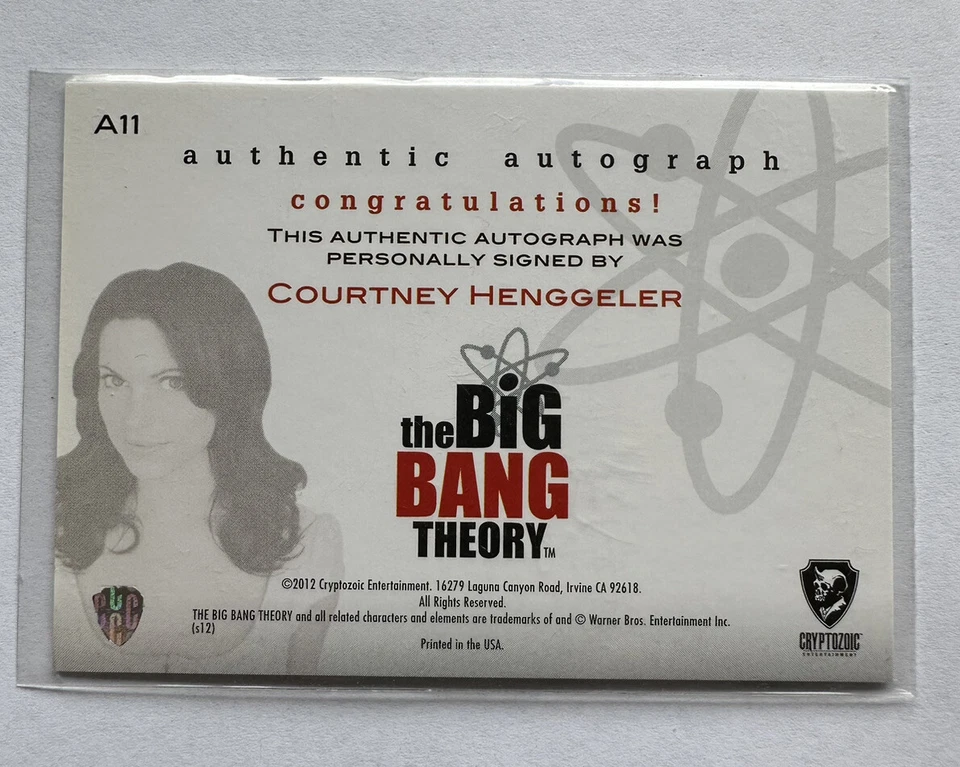 A11
authentic autograph
congratulations!
THIS AUTHENTIC AUTOGRAPH WAS
PERSONALLY SIGNED BY
COURTNEY HENGGELER
the BiG
BANG
THEORY TM
©2012 Cryptozoic Entertainment. 16279 Laguna Canyon Road, Irvine CA 92618.
All Rights Reserved.
THE BIG BANG THEORY and all related characters and elements are trademarks of and © Warner Bros. Entertainment Inc.
(s12)
Printed in the USA.
CRYPTOZOIC
ENTERTAINMENT